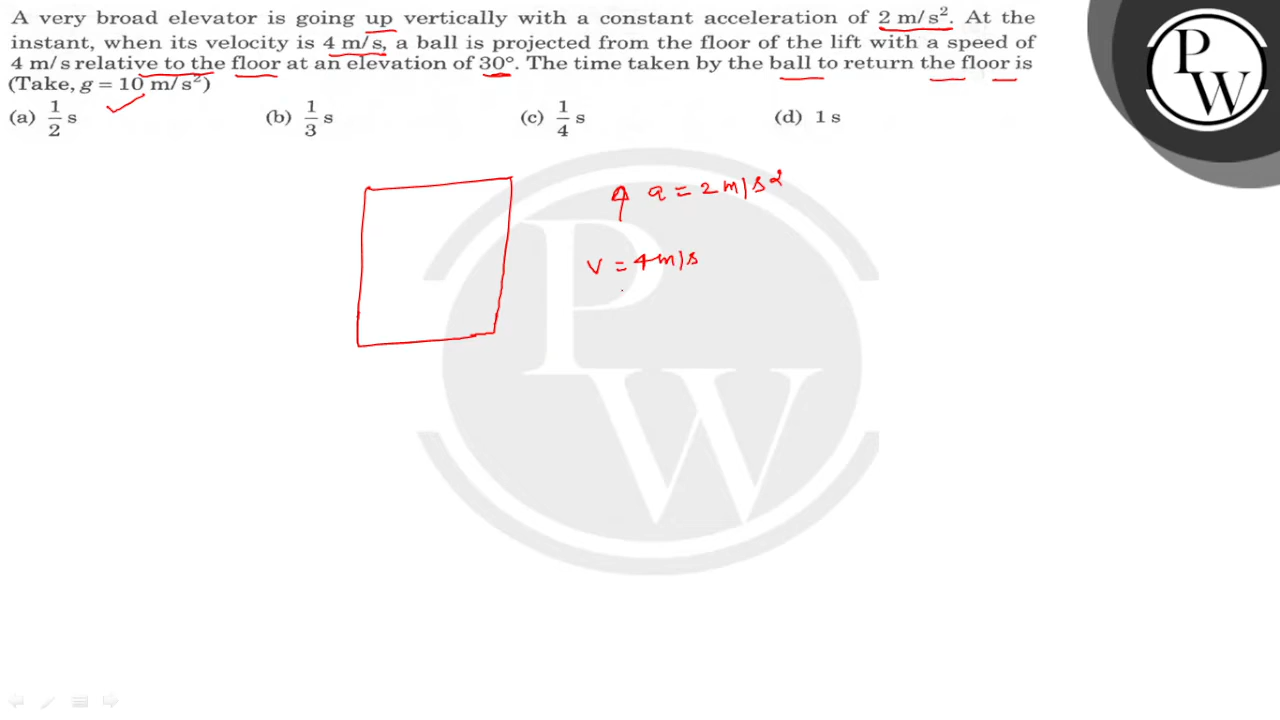 A very broad elevator is going up vertically with a constant acceleration of 2 m/s². At the
instant, when its velocity is 4 m/s, a ball is projected from the floor of the lift with a speed of
4 m/s relative to the floor at an elevation of 30°. The time taken by the ball to return the floor is
(Take, g = 10 m/s²)
(a) 1/2 s (b) 1/3 s (c) 1/4 s (d) 1 s
a = 2 m/s²
v = 4 m/s
P
W
P
W